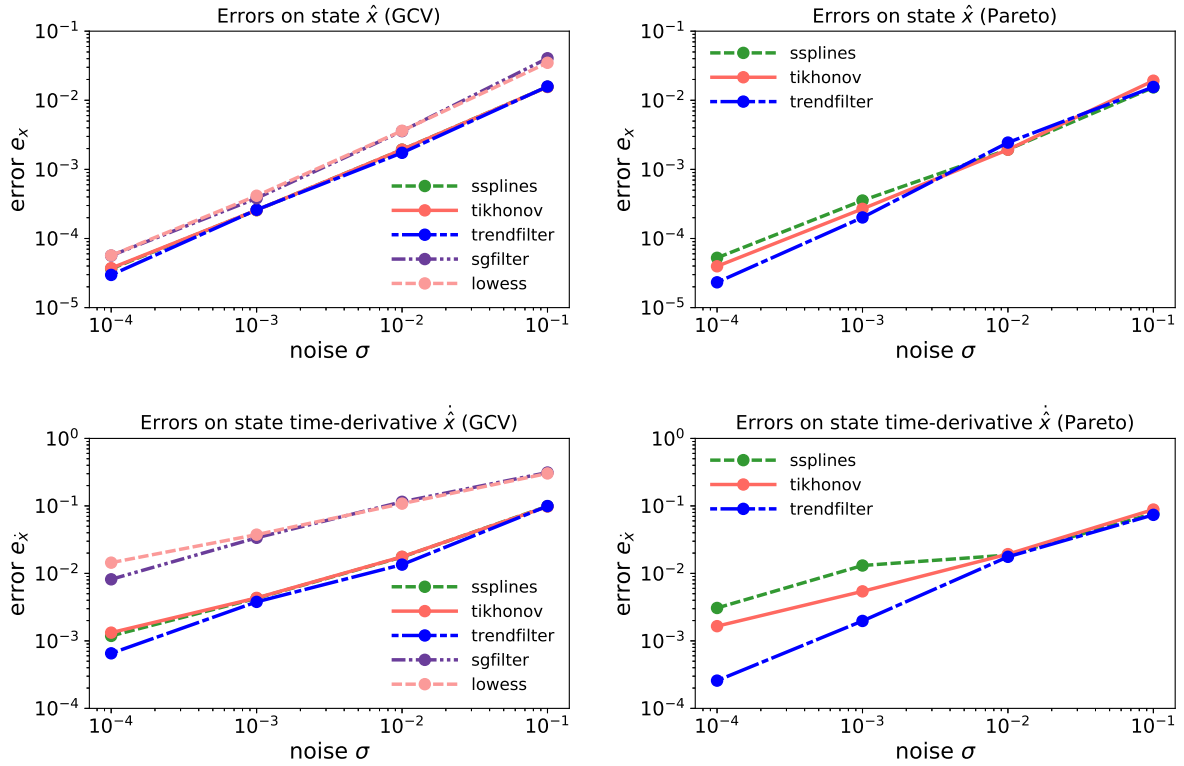 Errors on state x̂ (GCV)
10⁻¹
10⁻²
10⁻³
10⁻⁴
10⁻⁵
error eₓ
ssplines
tikhonov
trendfilter
sgfilter
lowess
10⁻⁴ 10⁻³ 10⁻² 10⁻¹
noise σ
Errors on state x̂ (Pareto)
10⁻¹
10⁻²
10⁻³
10⁻⁴
10⁻⁵
error eₓ
ssplines
tikhonov
trendfilter
10⁻⁴ 10⁻³ 10⁻² 10⁻¹
noise σ
Errors on state time-derivative x̂̇ (GCV)
10⁰
10⁻¹
10⁻²
10⁻³
10⁻⁴
error e_ẋ
ssplines
tikhonov
trendfilter
sgfilter
lowess
10⁻⁴ 10⁻³ 10⁻² 10⁻¹
noise σ
Errors on state time-derivative x̂̇ (Pareto)
10⁰
10⁻¹
10⁻²
10⁻³
10⁻⁴
error e_ẋ
ssplines
tikhonov
trendfilter
10⁻⁴ 10⁻³ 10⁻² 10⁻¹
noise σ